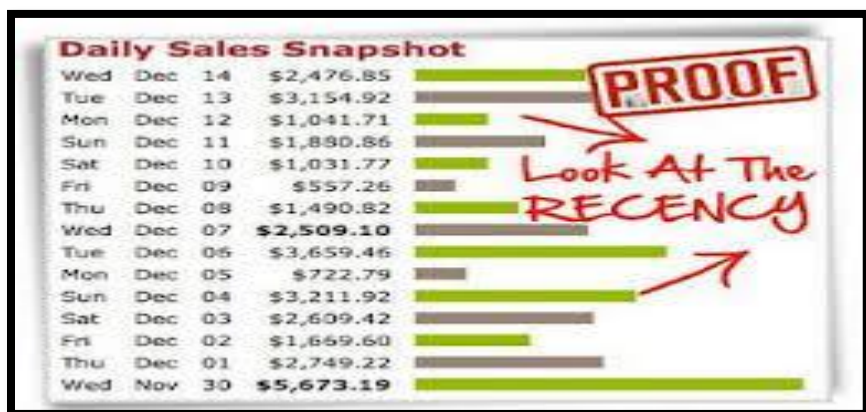 Daily Sales Snapshot
Wed Dec 14 $2,476.85
PROOF
Tue Dec 13 $3,154.92
Mon Dec 12 $1,041.71
Sun Dec 11 $1,880.86
Sat Dec 10 $1,031.77
Look At The
Fri Dec 09 $557.26
Thu Dec 08 $1,490.82
RECENCY
Wed Dec 07 $2,509.10
Tue Dec 06 $3,659.46
Mon Dec 05 $722.79
Sun Dec 04 $3,211.92
Sat Dec 03 $2,609.42
Fri Dec 02 $1,669.60
Thu Dec 01 $2,749.22
Wed Nov 30 $5,673.19